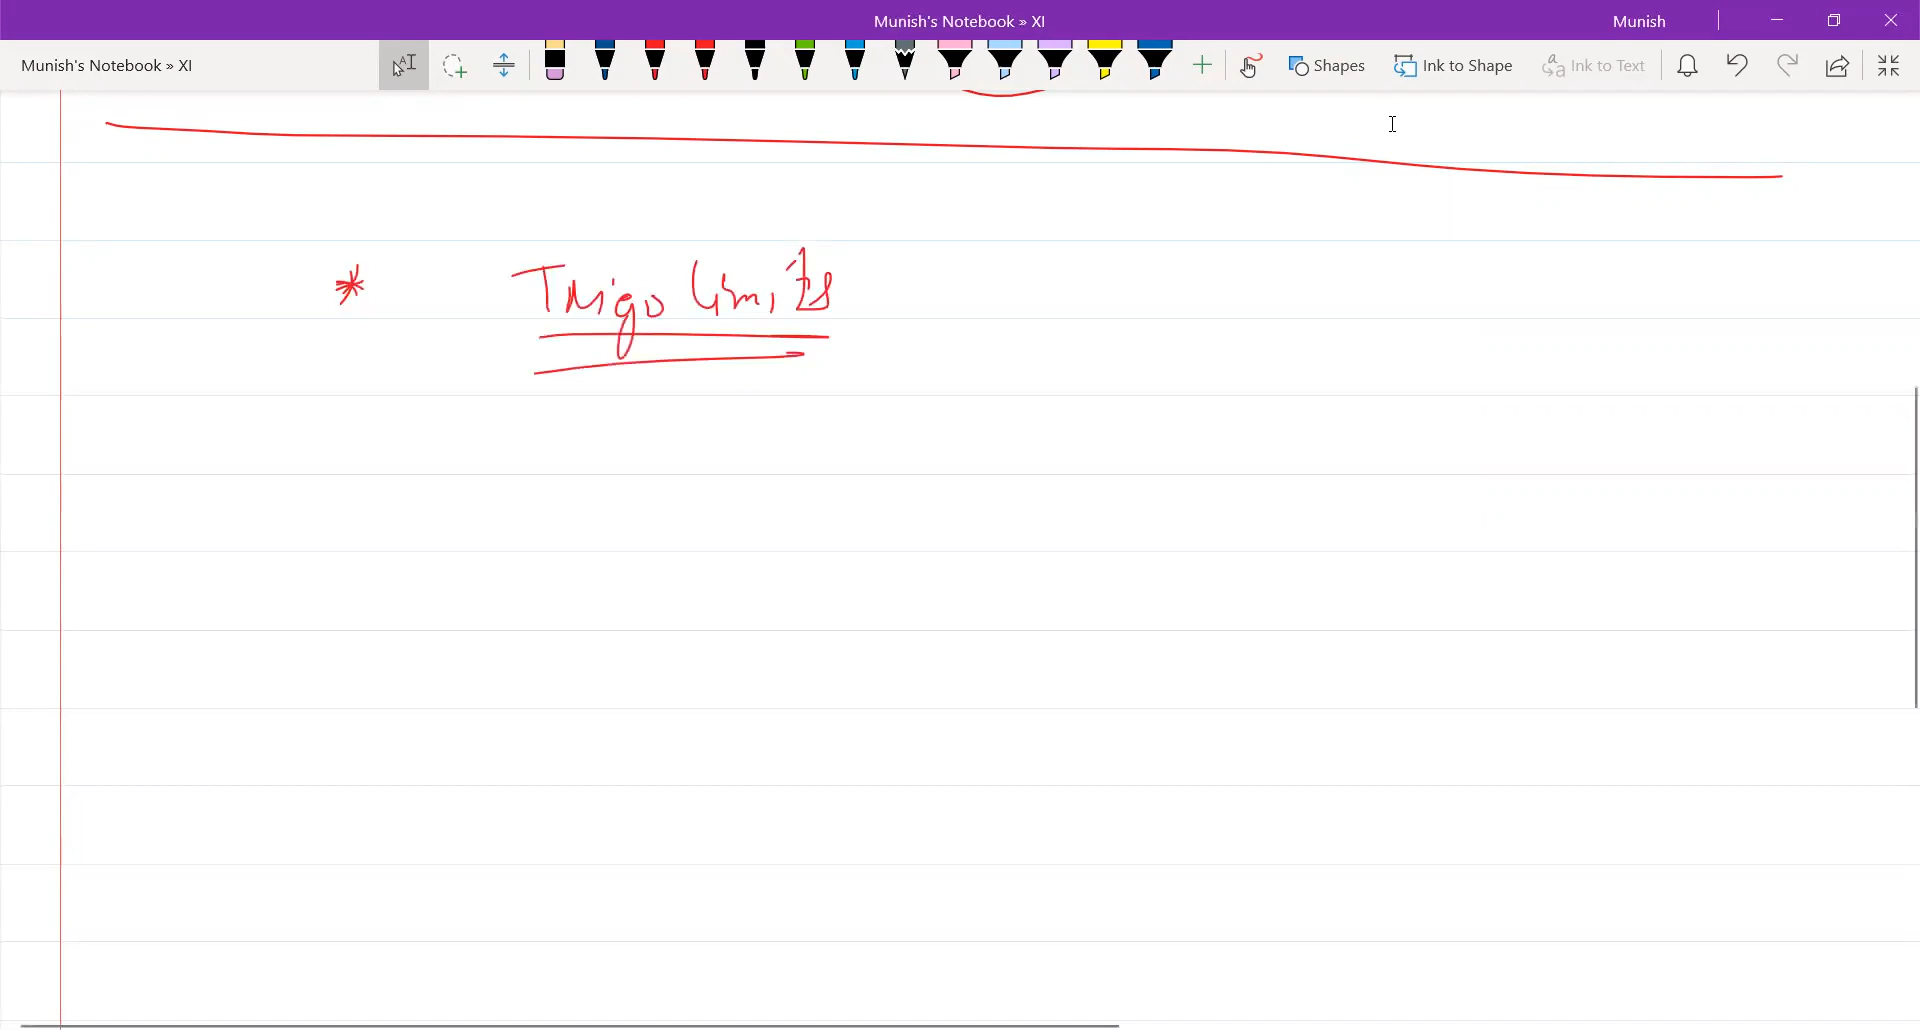 Munish's Notebook » XI
Munish
Munish's Notebook » XI
Shapes
Ink to Shape
Ink to Text
* Trigo limits